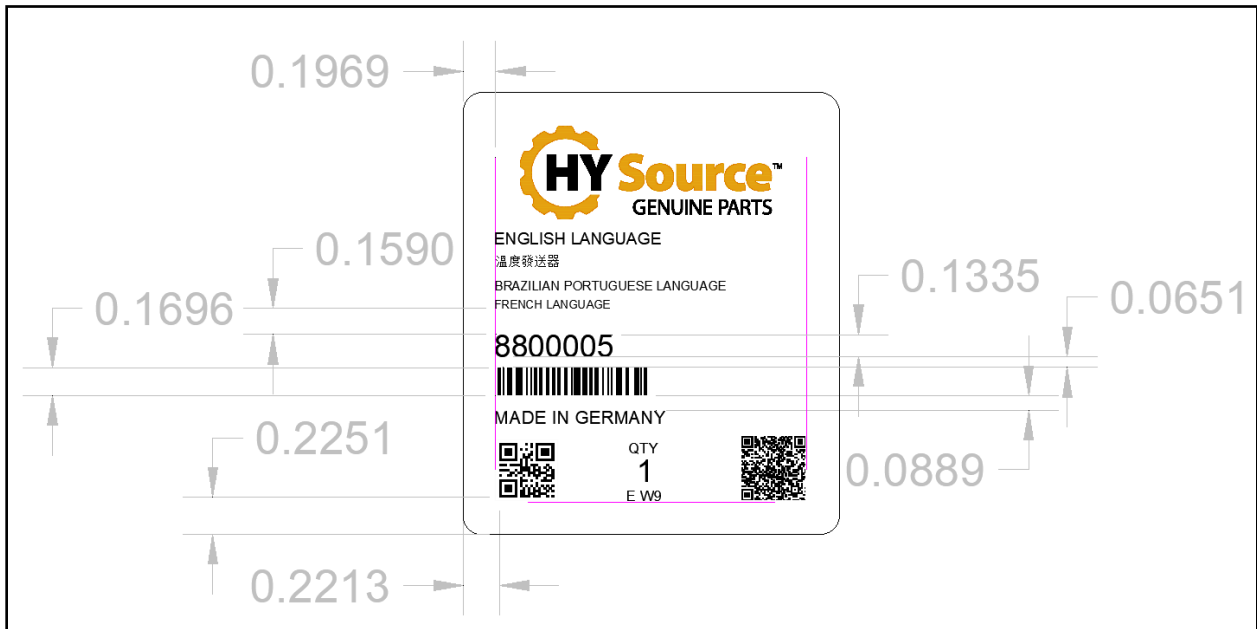 0.1969
HY Source™
GENUINE PARTS
ENGLISH LANGUAGE
0.1590
溫度發送器
0.1335
BRAZILIAN PORTUGUESE LANGUAGE
0.0651
FRENCH LANGUAGE
0.1696
8800005
MADE IN GERMANY
0.2251
QTY
1
0.0889
E W9
0.2213